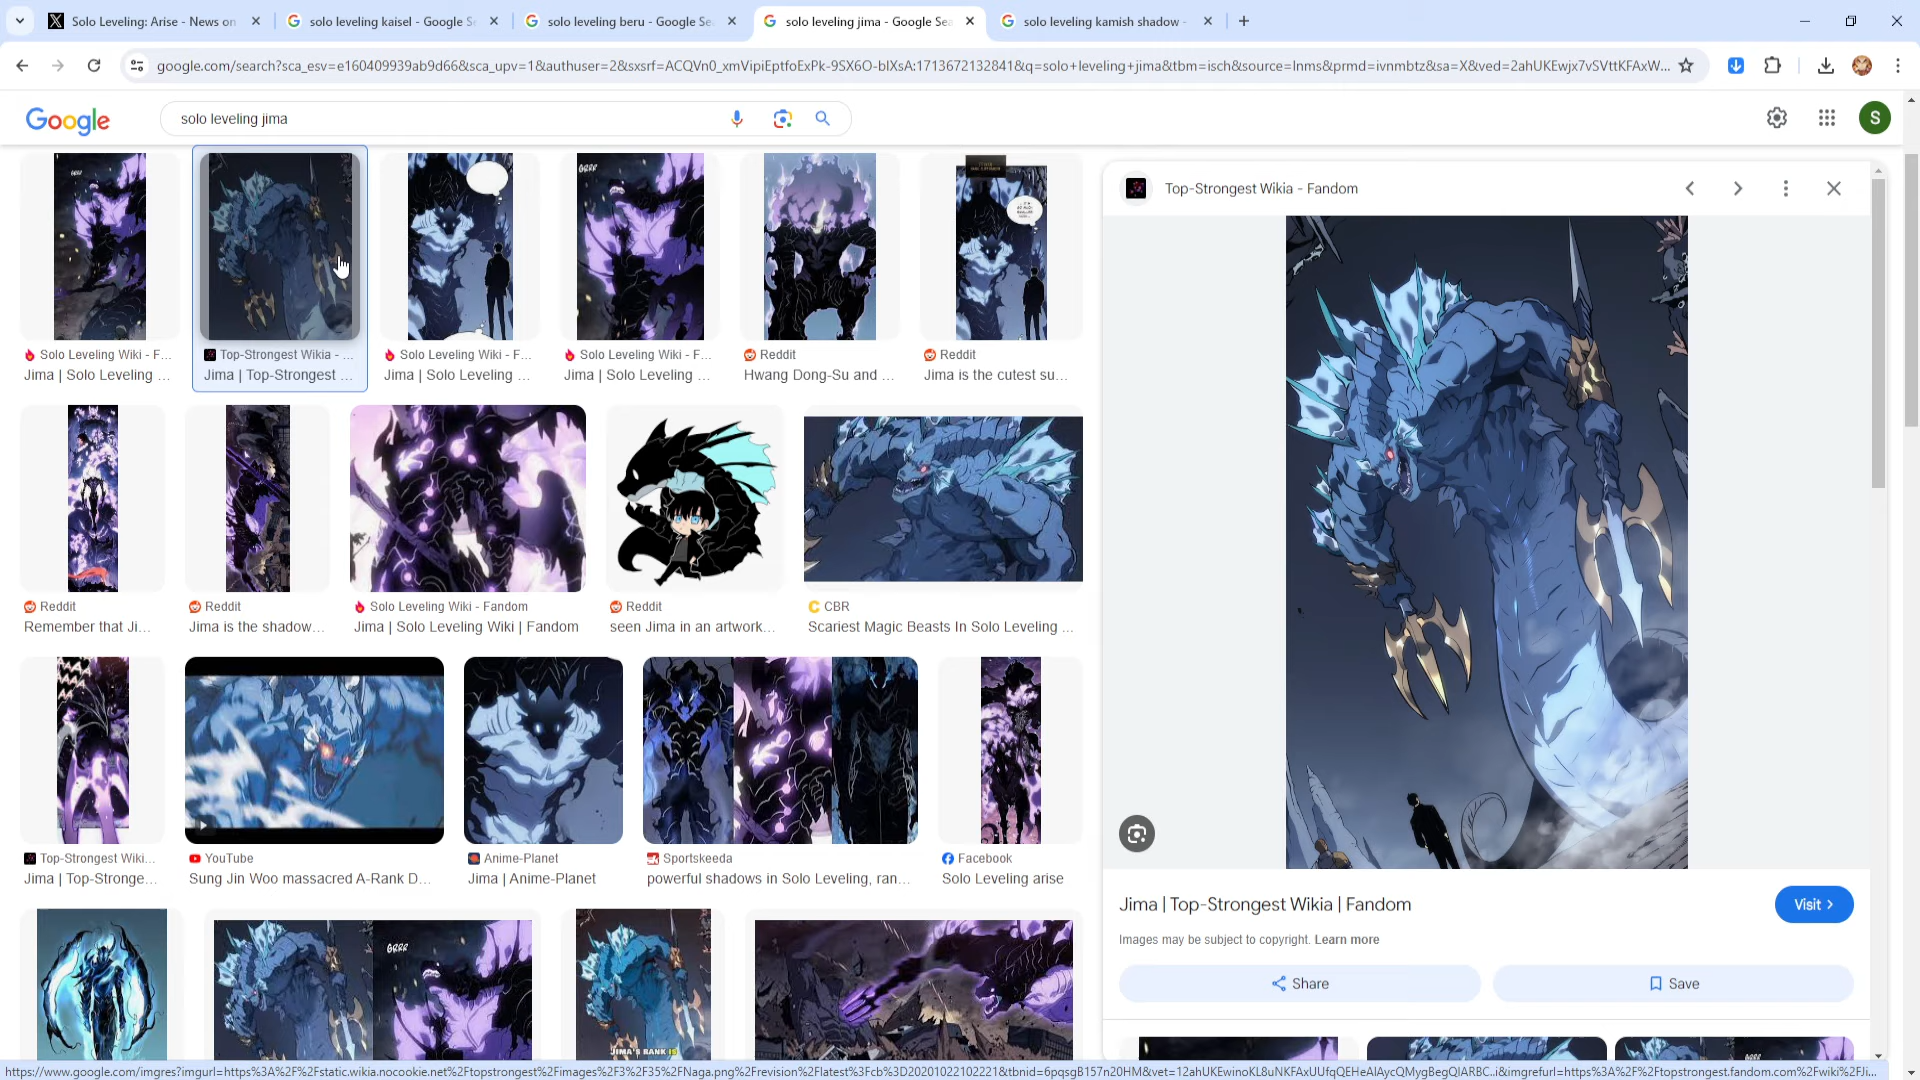 Solo Leveling: Arise - News on
solo leveling kaisel - Google S
solo leveling beru - Google Se
solo leveling jima - Google Sea
solo leveling kamish shadow -
google.com/search?sca_esv=e160409939ab9d66&sca_upv=1&authuser=2&sxsrf=ACQVn0_xmVipiEptfoExPk-9SX6O-blXsA:1713672132841&q=solo+leveling+jima&tbm=isch&source=lnms&prmd=ivnmbtz&sa=X&ved=2ahUKEwjx7vSVttKFAxW...
Google
solo leveling jima
S
Top-Strongest Wikia - Fandom
GRRR
Solo Leveling Wiki - F...
Top-Strongest Wikia - ...
Solo Leveling Wiki - F...
Solo Leveling Wiki - F...
Reddit
Reddit
Jima | Solo Leveling ...
Jima | Top-Strongest ...
Jima | Solo Leveling ...
Jima | Solo Leveling ...
Hwang Dong-Su and ...
Jima is the cutest su...
Reddit
Reddit
Solo Leveling Wiki - Fandom
Reddit
CBR
Remember that Ji...
Jima is the shadow...
Jima | Solo Leveling Wiki | Fandom
seen Jima in an artwork...
Scariest Magic Beasts In Solo Leveling ...
Top-Strongest Wiki...
YouTube
Anime-Planet
Sportskeeda
Facebook
Jima | Top-Stronge...
Sung Jin Woo massacred A-Rank D...
Jima | Anime-Planet
powerful shadows in Solo Leveling, ran...
Solo Leveling arise
GRRR
JIMA'S RANK IS
Jima | Top-Strongest Wikia | Fandom
Visit
Images may be subject to copyright. Learn more
Share
Save
https://www.google.com/imgres?imgurl=https%3A%2F%2Fstatic.wikia.nocookie.net%2Ftopstrongest%2Fimages%2F3%2F35%2FNaga.png%2Frevision%2Flatest%3Fcb%3D20201022102221&tbnid=6pqsgB157n20HM&vet=12ahUKEwinoKL8uNKFAxUUfqQEHeAlAycQMygBegQIARBC..i&imgrefurl=https%3A%2F%2Ftopstrongest.fandom.com%2Fwiki%2FJi...